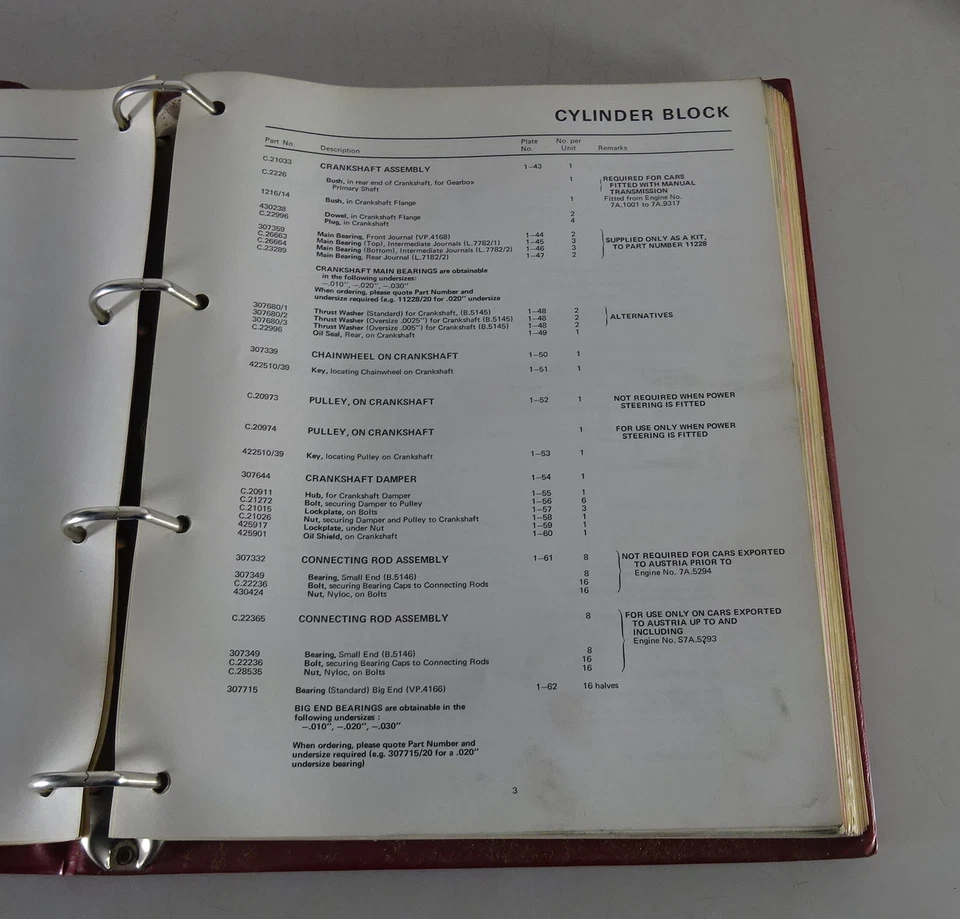 CYLINDER BLOCK
Part No. Description Plate No. No. per Unit Remarks
C.21033 CRANKSHAFT ASSEMBLY 1–43 1
C.2226 Bush, in rear end of Crankshaft, for Gearbox Primary Shaft 1 REQUIRED FOR CARS FITTED WITH MANUAL TRANSMISSION
1216/14 Bush, in Crankshaft Flange 1 Fitted from Engine No. 7A.1001 to 7A.9317
430238 Dowel, in Crankshaft Flange 2
C.22996 Plug, in Crankshaft 4
307359 Main Bearing, Front Journal (VP.4168) 1–44 2
C.26663 Main Bearing (Top), Intermediate Journals (L.7782/1) 1–45 3
C.26664 Main Bearing (Bottom), Intermediate Journals (L.7782/2) 1–46 3
C.23289 Main Bearing, Rear Journal (L.7182/2) 1–47 2
SUPPLIED ONLY AS A KIT,
TO PART NUMBER 11228
CRANKSHAFT MAIN BEARINGS are obtainable
in the following undersizes:
–.010", –.020", –.030"
When ordering, please quote Part Number and
undersize required (e.g. 11228/20 for .020" undersize
307680/1 Thrust Washer (Standard) for Crankshaft, (B.5145) 1–48 2
307680/2 Thrust Washer (Oversize .0025") for Crankshaft (B.5145) 1–48 2
307680/3 Thrust Washer (Oversize .005") for Crankshaft (B.5145) 1–48 2
ALTERNATIVES
C.22996 Oil Seal, Rear, on Crankshaft 1–49 1
307339 CHAINWHEEL ON CRANKSHAFT 1–50 1
422510/39 Key, locating Chainwheel on Crankshaft 1–51 1
C.20973 PULLEY, ON CRANKSHAFT 1–52 1 NOT REQUIRED WHEN POWER
STEERING IS FITTED
C.20974 PULLEY, ON CRANKSHAFT 1 FOR USE ONLY WHEN POWER
STEERING IS FITTED
422510/39 Key, locating Pulley on Crankshaft 1–53 1
307644 CRANKSHAFT DAMPER 1–54 1
C.20911 Hub, for Crankshaft Damper 1–55 1
C.21272 Bolt, securing Damper to Pulley 1–56 6
C.21015 Lockplate, on Bolts 1–57 3
C.21026 Nut, securing Damper and Pulley to Crankshaft 1–58 1
425917 Lockplate, under Nut 1–59 1
425901 Oil Shield, on Crankshaft 1–60 1
307332 CONNECTING ROD ASSEMBLY 1–61 8 NOT REQUIRED FOR CARS EXPORTED
TO AUSTRIA PRIOR TO
Engine No. 7A.5294
307349 Bearing, Small End (B.5146) 8
C.22236 Bolt, securing Bearing Caps to Connecting Rods 16
430424 Nut, Nyloc, on Bolts 16
C.22365 CONNECTING ROD ASSEMBLY 8 FOR USE ONLY ON CARS EXPORTED
TO AUSTRIA UP TO AND
INCLUDING
Engine No. S7A.5293
307349 Bearing, Small End (B.5146) 8
C.22236 Bolt, securing Bearing Caps to Connecting Rods 16
C.28535 Nut, Nyloc, on Bolts 16
307715 Bearing (Standard) Big End (VP.4166) 1–62 16 halves
BIG END BEARINGS are obtainable in the
following undersizes :
–.010", –.020", –.030"
When ordering, please quote Part Number and
undersize required (e.g. 307715/20 for a .020"
undersize bearing)
3